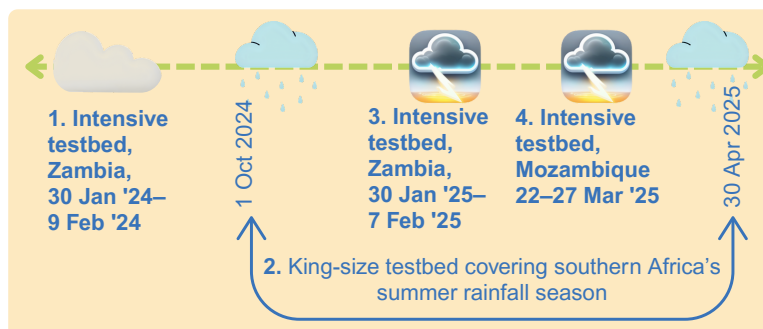 1. Intensive
testbed,
Zambia,
30 Jan '24–
9 Feb '24
1 Oct 2024
3. Intensive
testbed,
Zambia,
30 Jan '25–
7 Feb '25
4. Intensive
testbed,
Mozambique
22–27 Mar '25
30 Apr 2025
2. King-size testbed covering southern Africa's
summer rainfall season